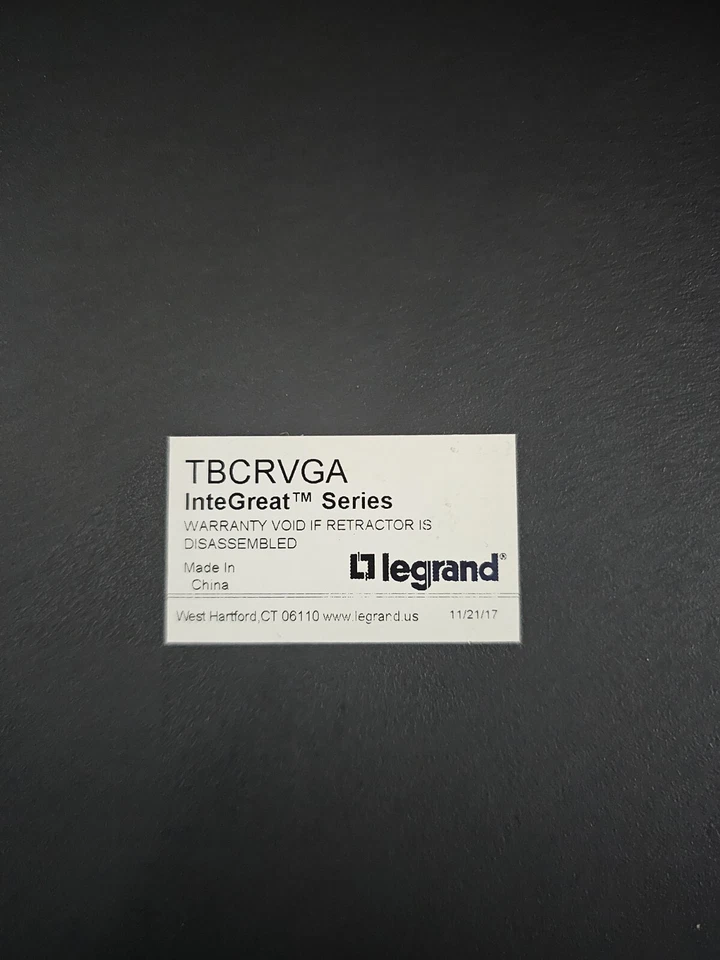 TBCRVGA
InteGreat™ Series
WARRANTY VOID IF RETRACTOR IS
DISASSEMBLED
Made In
China
legrand®
West Hartford,CT 06110 www.legrand.us 11/21/17